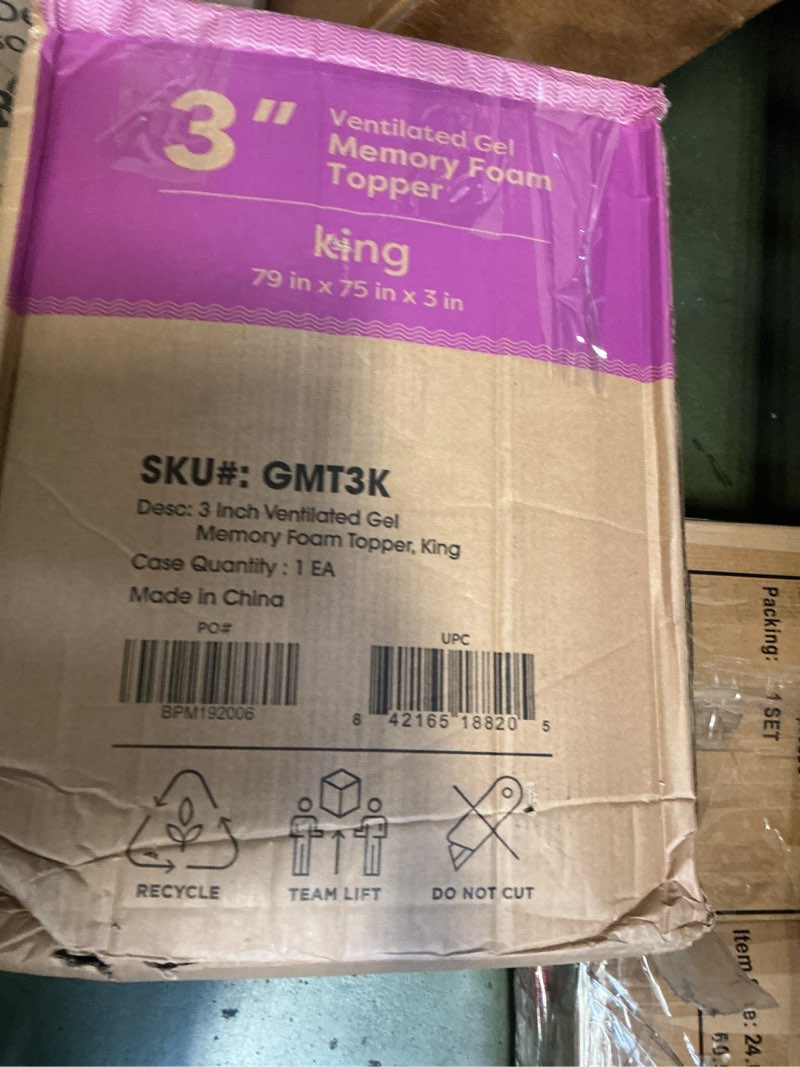 3"
Ventilated Gel
Memory Foam
Topper
king
79 in x 75 in x 3 in
SKU#: GMT3K
Desc: 3 Inch Ventilated Gel
Memory Foam Topper, King
Case Quantity : 1 EA
Made in China
PO#
BPM192006
UPC
8 42165 18820 5
RECYCLE
TEAM LIFT
DO NOT CUT
Packing: 1 SET
Item